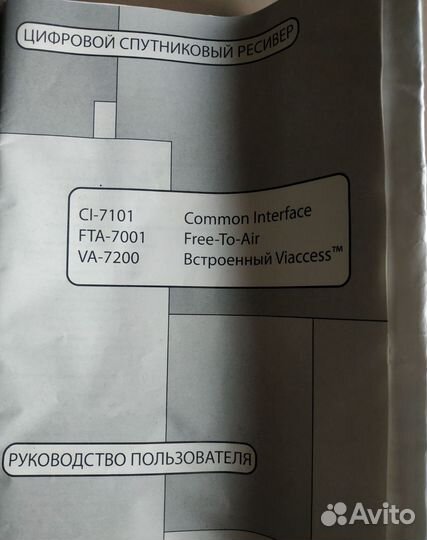 ЦИФРОВОЙ СПУТНИКОВЫЙ РЕСИВЕР
CI-7101 Common Interface
FTA-7001 Free-To-Air
VA-7200 Встроенный Viaccess™
РУКОВОДСТВО ПОЛЬЗОВАТЕЛЯ
Avito